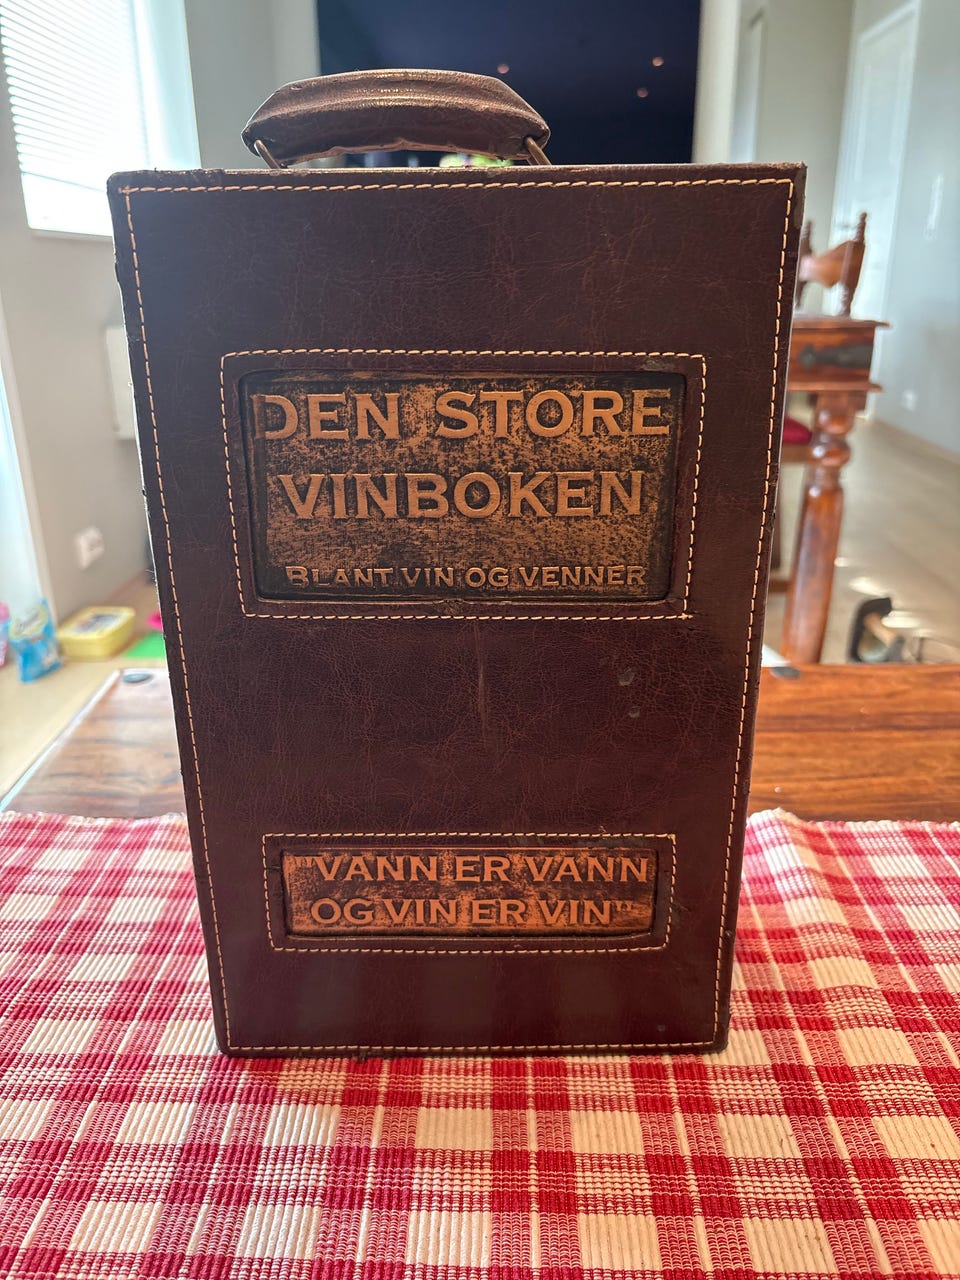 DEN STORE
VINBOKEN
BLANT VIN OG VENNER
"VANN ER VANN
OG VIN ER VIN"